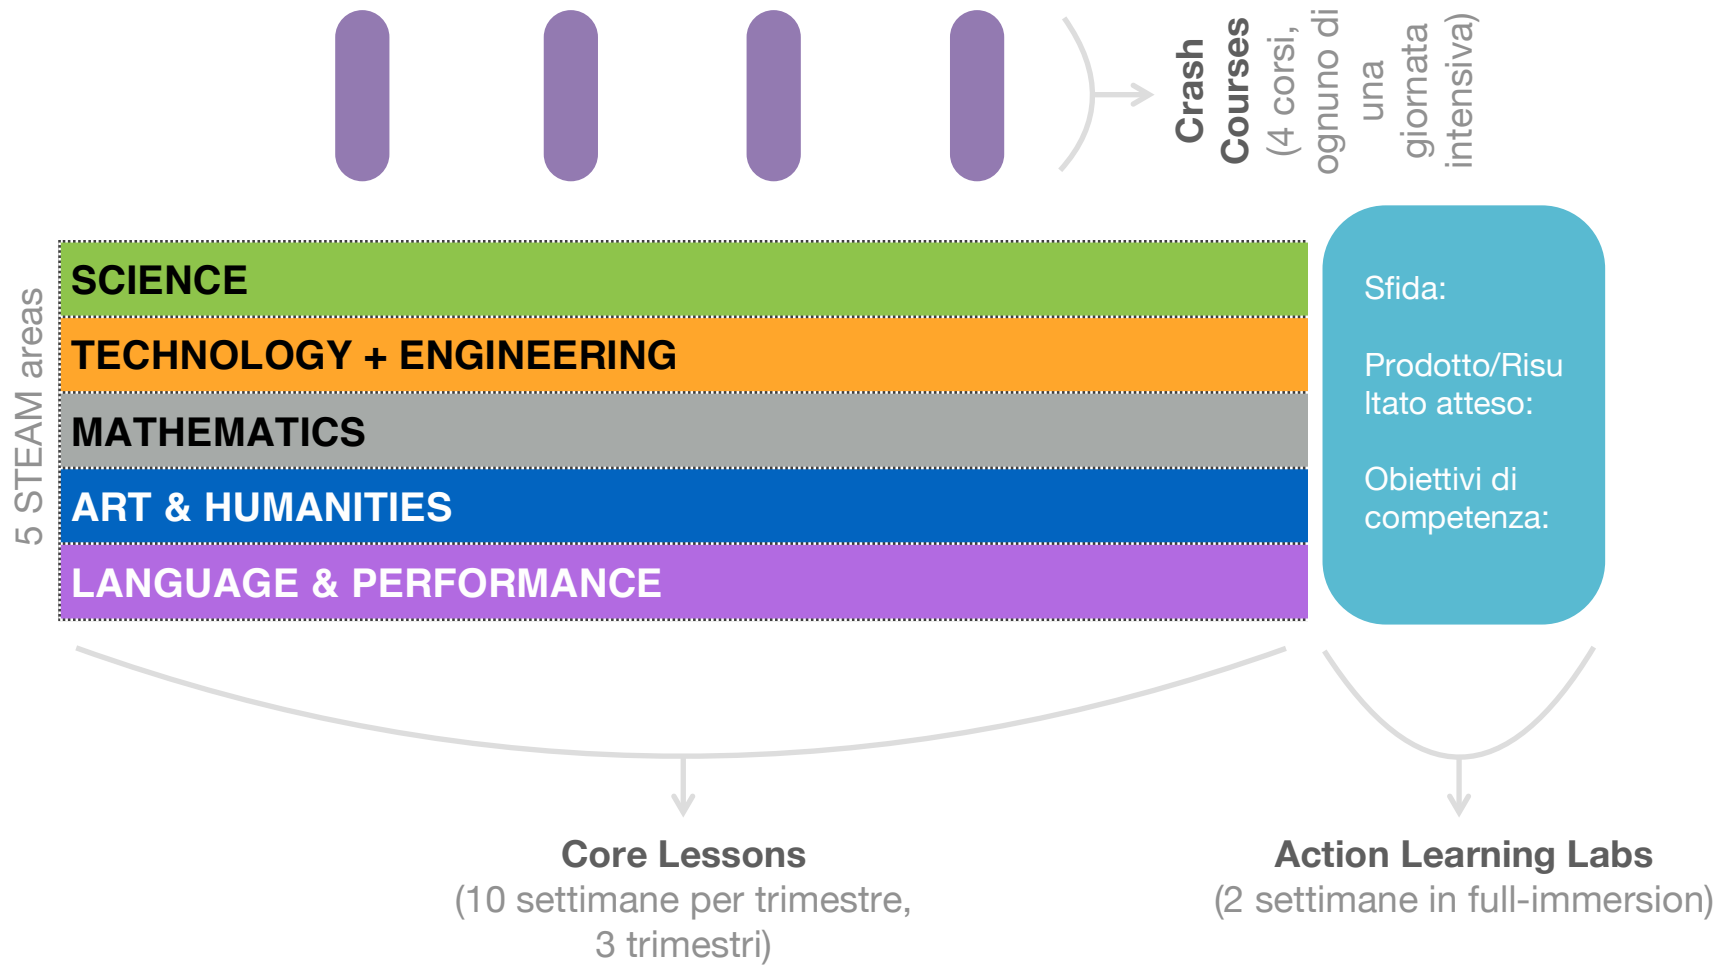 Crash
Courses
(4 corsi,
ognuno di
una
giornata
intensiva)
5 STEAM areas
SCIENCE
TECHNOLOGY + ENGINEERING
MATHEMATICS
ART & HUMANITIES
LANGUAGE & PERFORMANCE
Sfida:
Prodotto/Risu
ltato atteso:
Obiettivi di
competenza:
Core Lessons
(10 settimane per trimestre,
3 trimestri)
Action Learning Labs
(2 settimane in full-immersion)